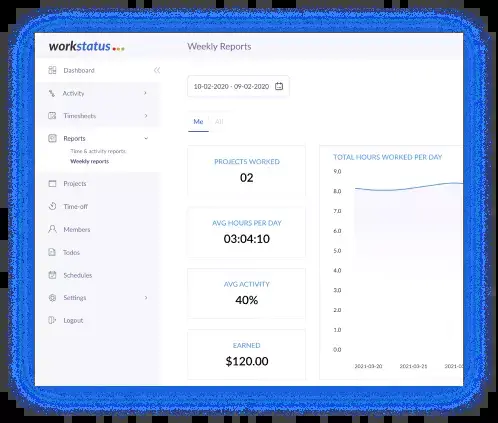 workstatus
Weekly Reports
Dashboard
Activity
Timesheets
Reports
Time & activity reports
Weekly reports
Projects
Time-off
Members
Todos
Schedules
Settings
Logout
10-02-2020 - 09-02-2020
Me All
PROJECTS WORKED
02
AVG HOURS PER DAY
03:04:10
AVG ACTIVITY
40%
EARNED
$120.00
TOTAL HOURS WORKED PER DAY
9.0
8.0
7.0
6.0
5.0
4.0
3.0
2.0
1.0
0.0
2021-03-20 2021-03-21 2021-03